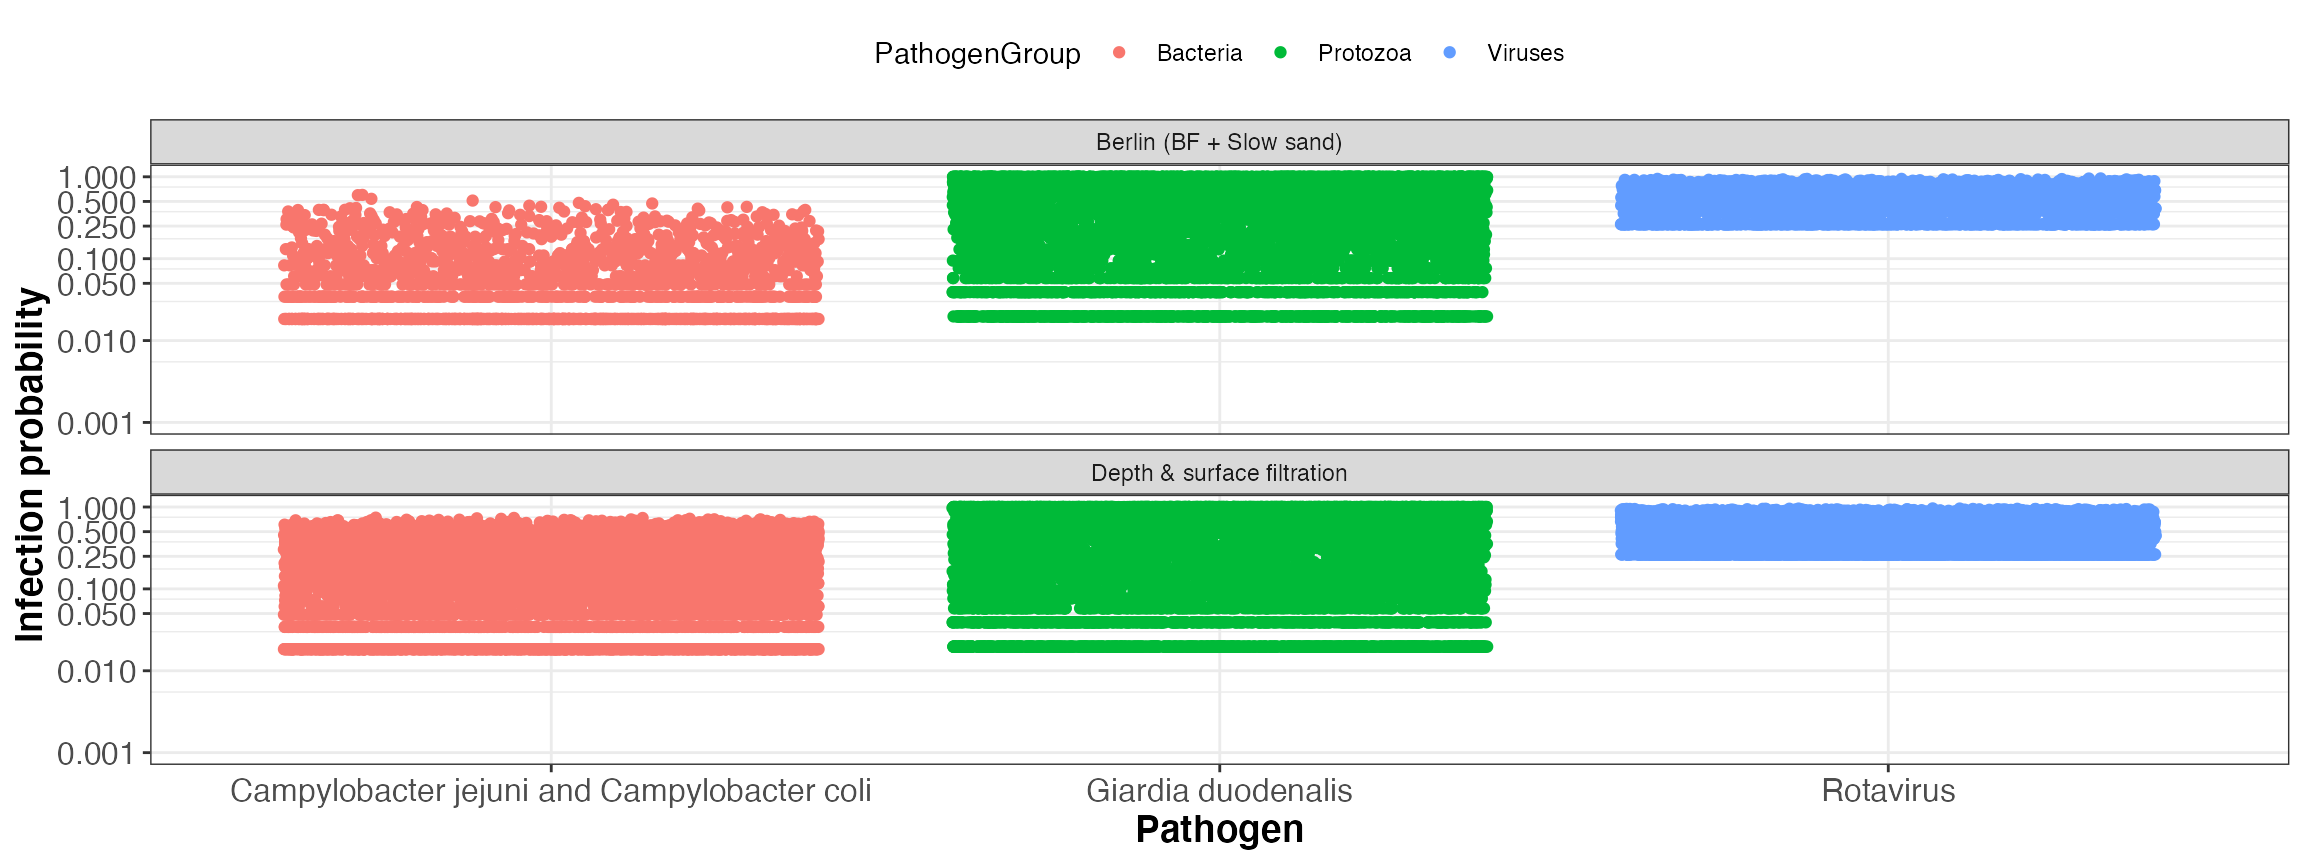 PathogenGroup Bacteria Protozoa Viruses
Berlin (BF + Slow sand)
1.000
0.500
0.250
0.100
0.050
0.010
0.001
Infection probability
Depth & surface filtration
1.000
0.500
0.250
0.100
0.050
0.010
0.001
Campylobacter jejuni and Campylobacter coli Giardia duodenalis Rotavirus
Pathogen